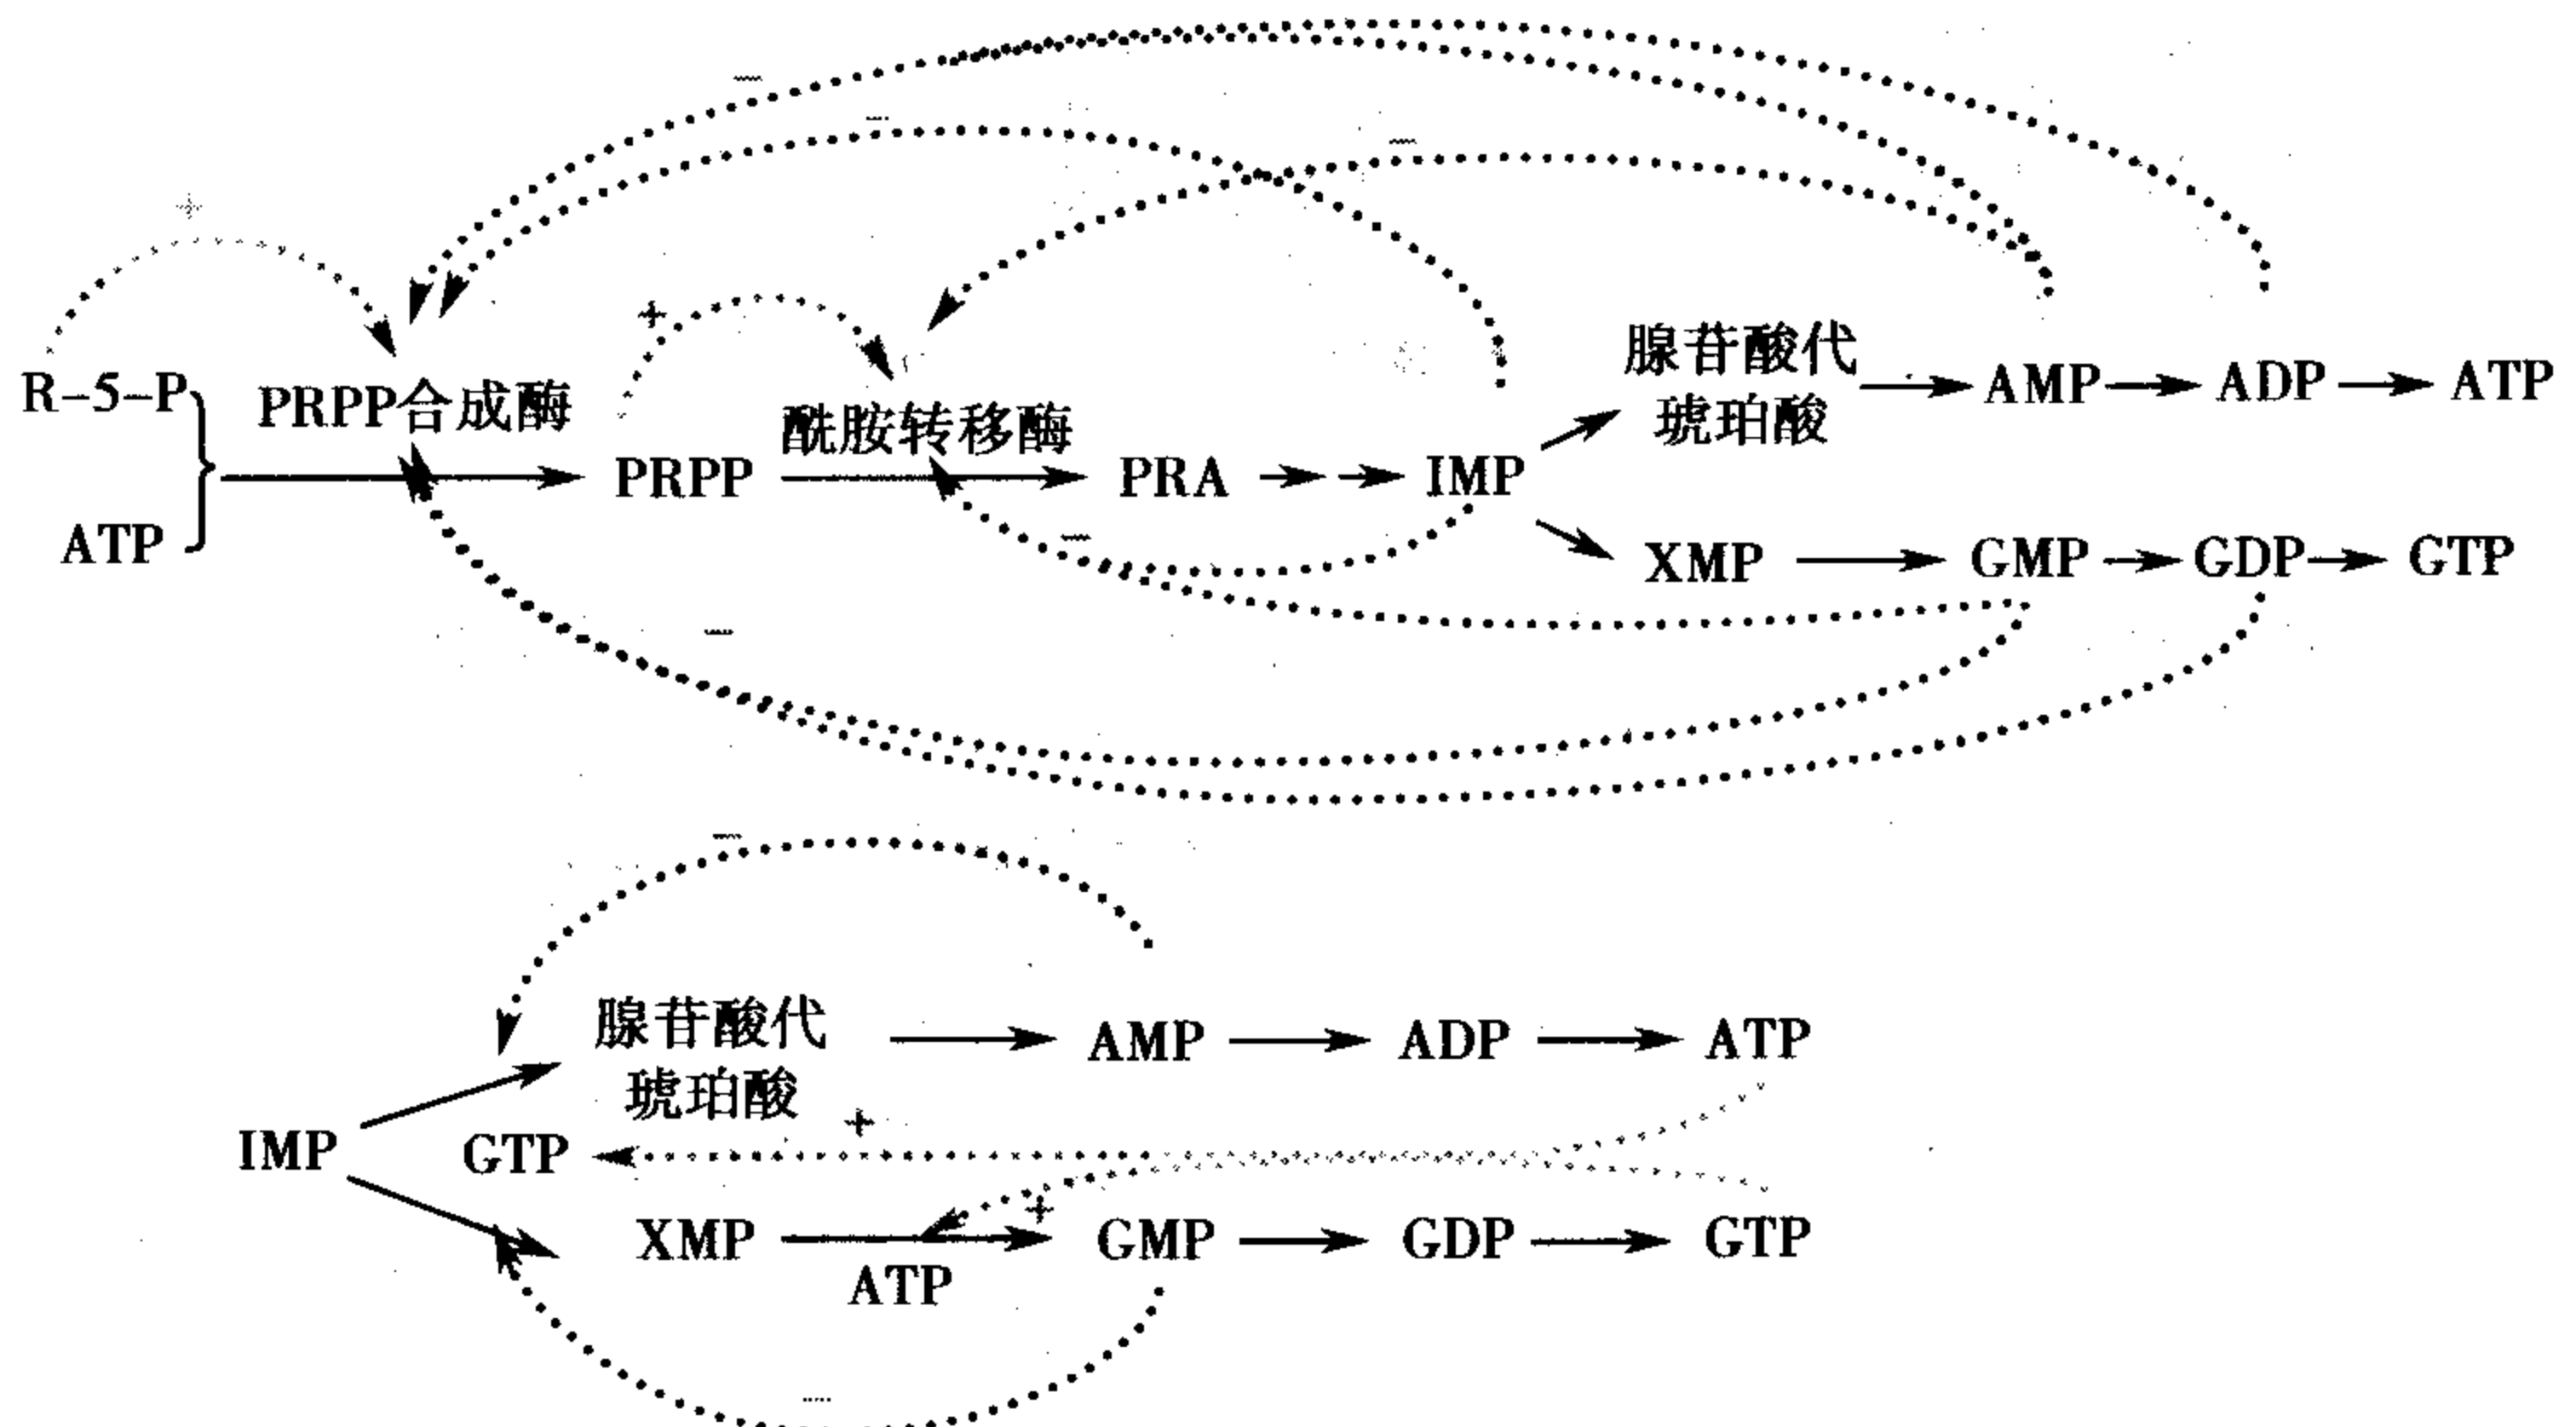 R-5-P
ATP
PRPP合成酶
PRPP
酰胺转移酶
PRA
IMP
腺苷酸代
琥珀酸
AMP
ADP
ATP
XMP
GMP
GDP
GTP
+
+
−
−
−
−
−
−
腺苷酸代
琥珀酸
AMP
ADP
ATP
+
IMP
GTP
+
XMP
GMP
GDP
GTP
ATP
−